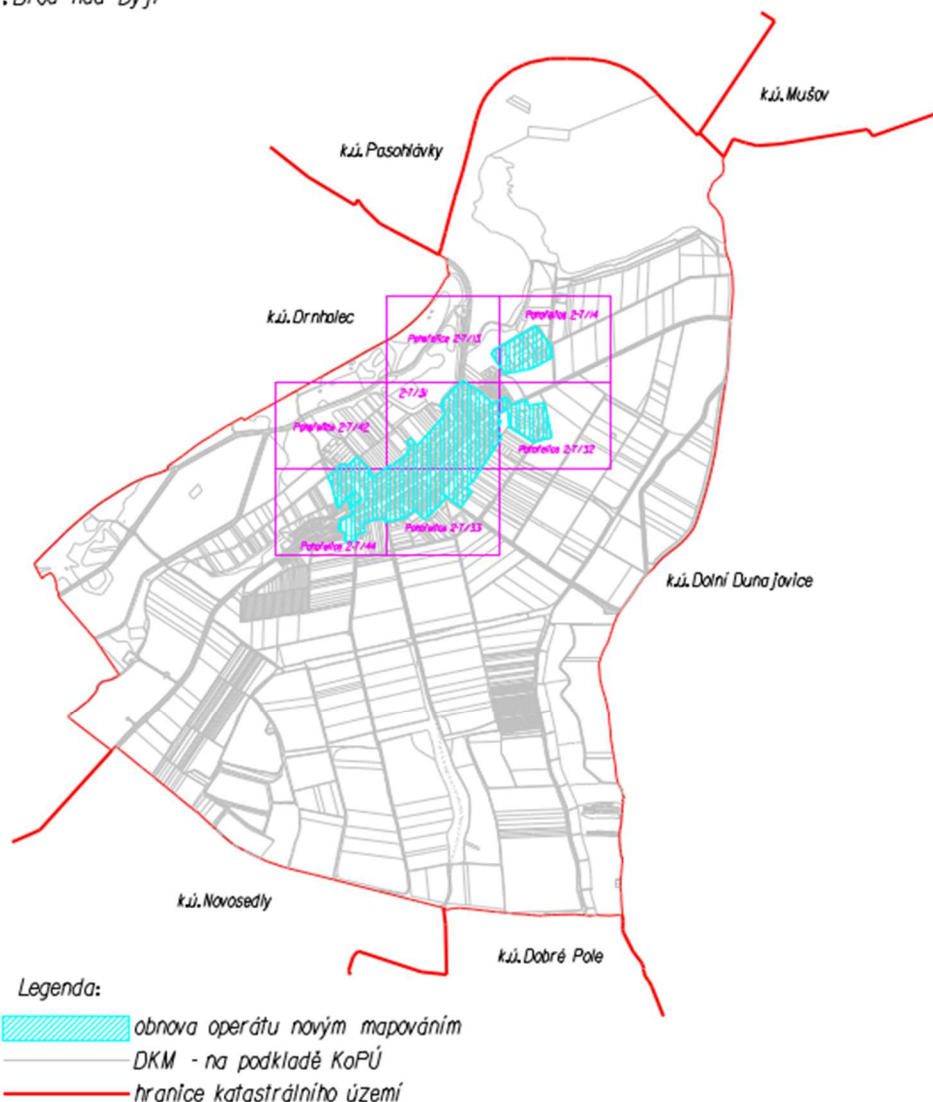 k.ú.Mušov
k.ú.Pasohlávky
k.ú.Drnholec
Pohořelice 2-7/14
Pohořelice 2-7/13
2-7/31
Pohořelice 2-7/42
Pohořelice 2-7/32
Pohořelice 2-7/33
Pohořelice 2-7/44
k.ú.Dolní Dunajovice
k.ú.Novosedly
k.ú.Dobré Pole
Legenda:
obnova operátu novým mapováním
DKM - na podkladě KoPÚ
hranice katastrálního území